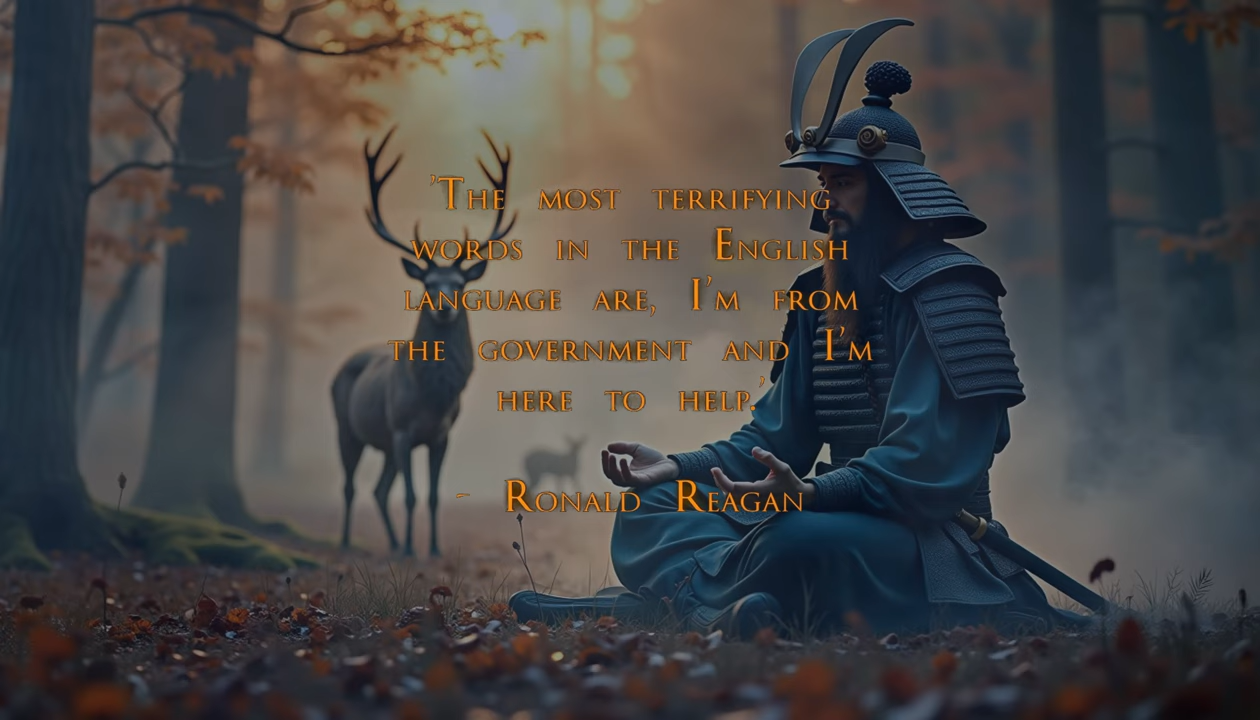 'The most terrifying
words in the English
language are, I'm from
the government and I'm
here to help.'
- Ronald Reagan